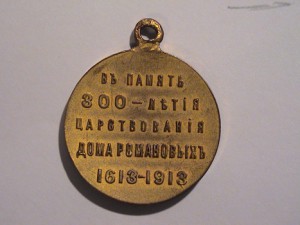 ВЪ ПАМЯТЬ
300-ЛѢТІЯ
ЦАРСТВОВАНІЯ
ДОМА РОМАНОВЫХЪ
1613-1913